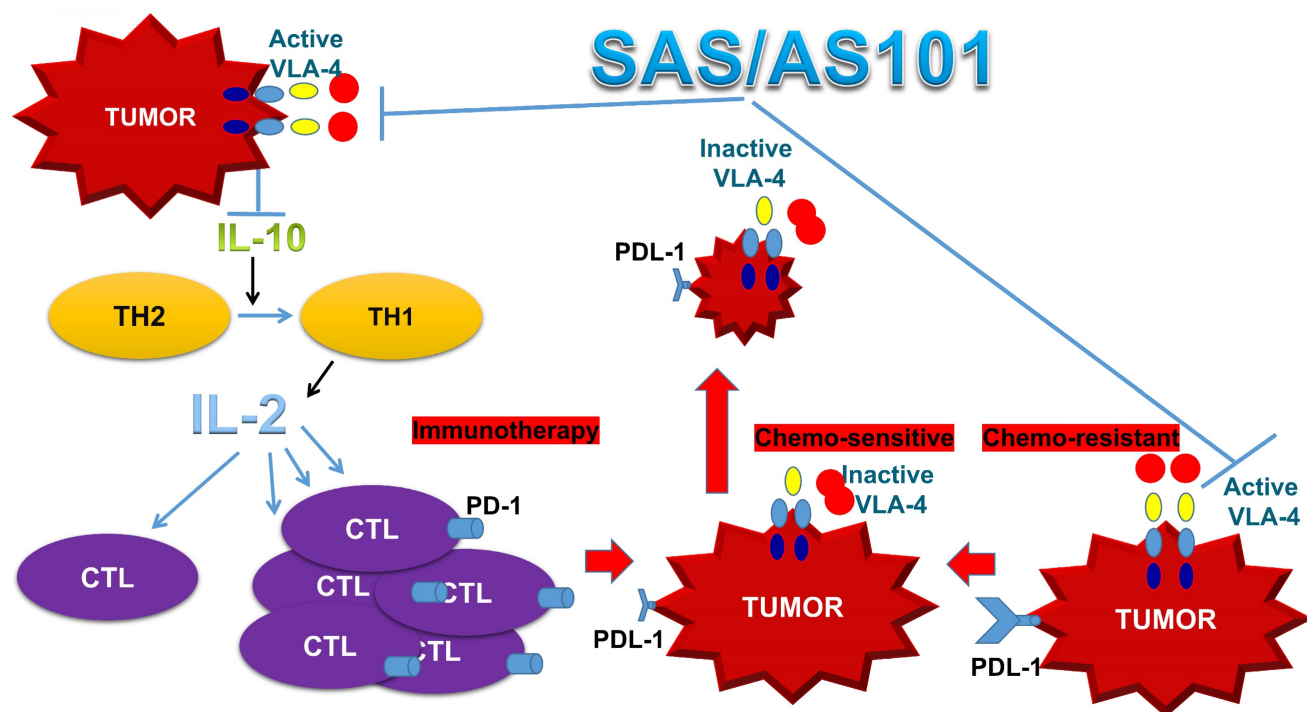 SAS/AS101
Active
VLA-4
TUMOR
IL-10
TH2
TH1
IL-2
CTL
CTL
CTL
CTL
CTL
CTL
PD-1
Immunotherapy
Inactive
VLA-4
PDL-1
Chemo-sensitive
Inactive
VLA-4
TUMOR
PDL-1
Chemo-resistant
Active
VLA-4
TUMOR
PDL-1